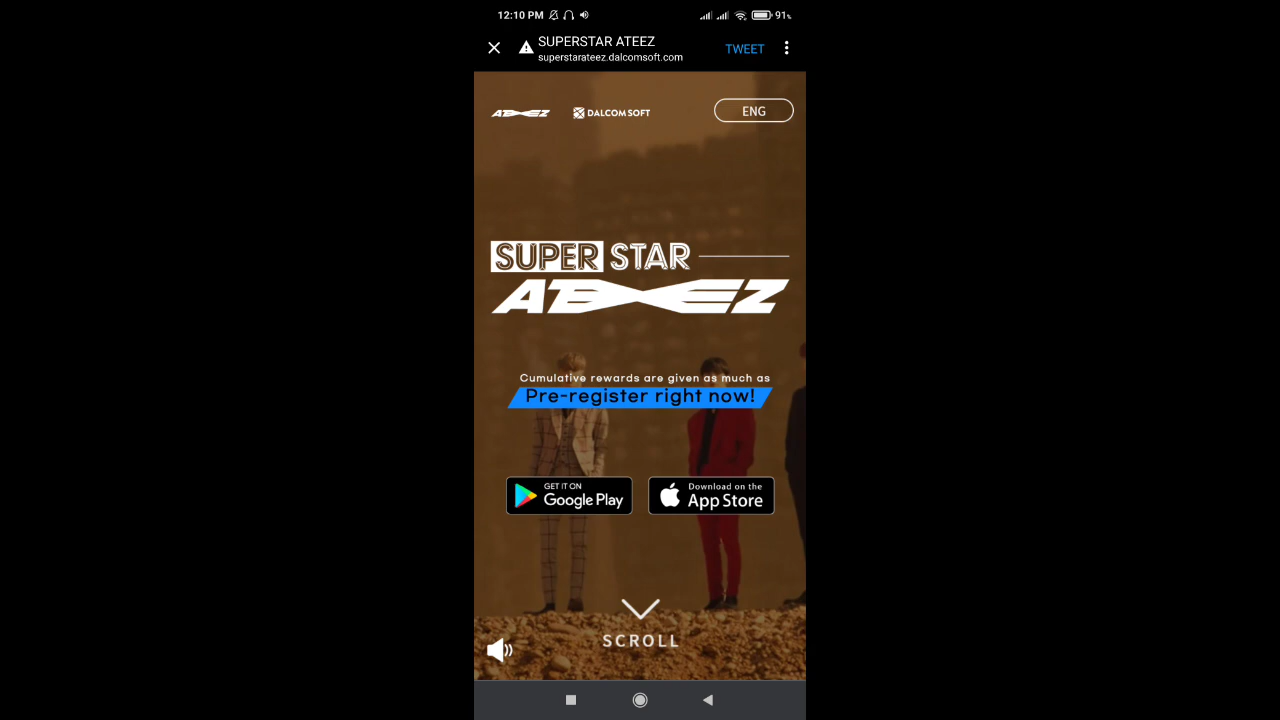 12:10 PM 91%
SUPERSTAR ATEEZ
superstarateez.dalcomsoft.com
TWEET
ATEEZ DALCOMSOFT ENG
SUPER STAR
ATEEZ
Cumulative rewards are given as much as
Pre-register right now!
GET IT ON
Google Play
Download on the
App Store
SCROLL